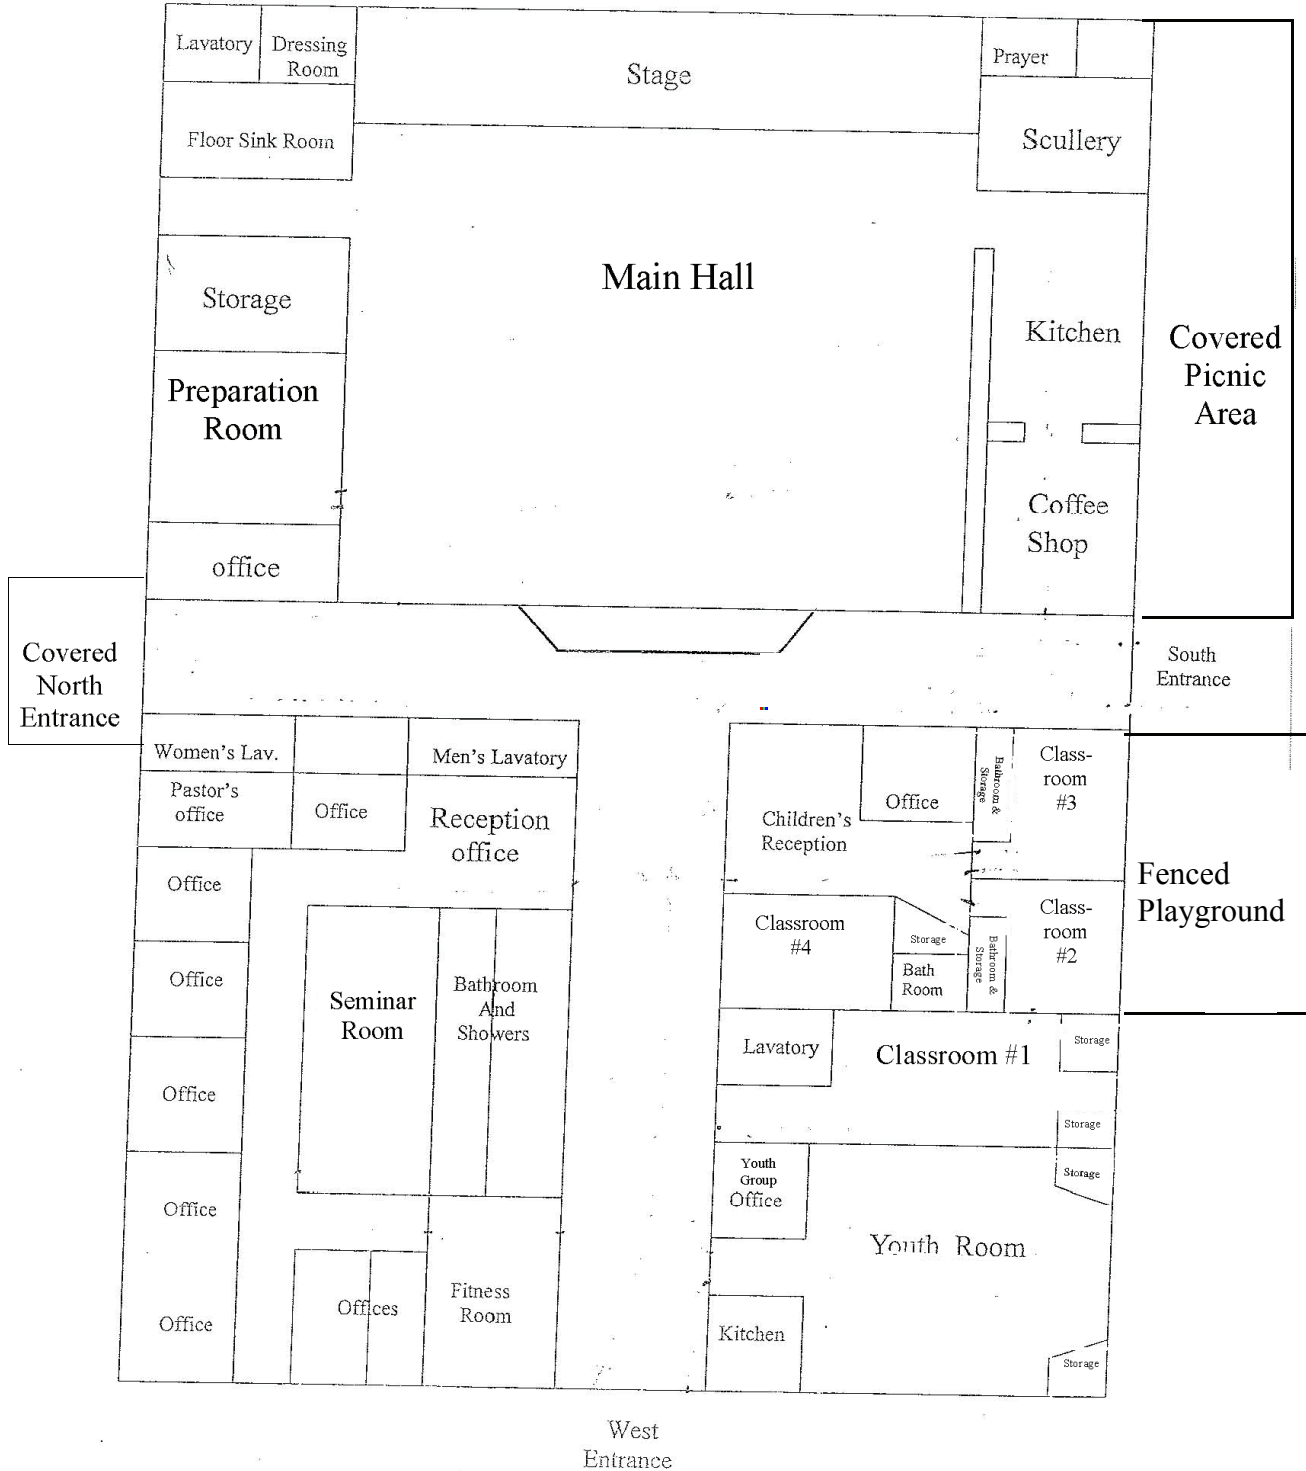 Lavatory
Dressing
Room
Stage
Prayer
Floor Sink Room
Scullery
Storage
Main Hall
Kitchen
Covered
Picnic
Area
Preparation
Room
Coffee
Shop
office
Covered
North
Entrance
South
Entrance
Women's Lav.
Men's Lavatory
Pastor's
office
Office
Reception
office
Children's
Reception
Office
Bathroom &
Storage
Class-
room
#3
Fenced
Playground
Office
Classroom
#4
Storage
Bath
Room
Bathroom &
Storage
Class-
room
#2
Office
Seminar
Room
Bathroom
And
Showers
Lavatory
Classroom #1
Storage
Office
Storage
Youth
Group
Office
Storage
Office
Youth Room
Offices
Fitness
Room
Office
Kitchen
Storage
West
Entrance